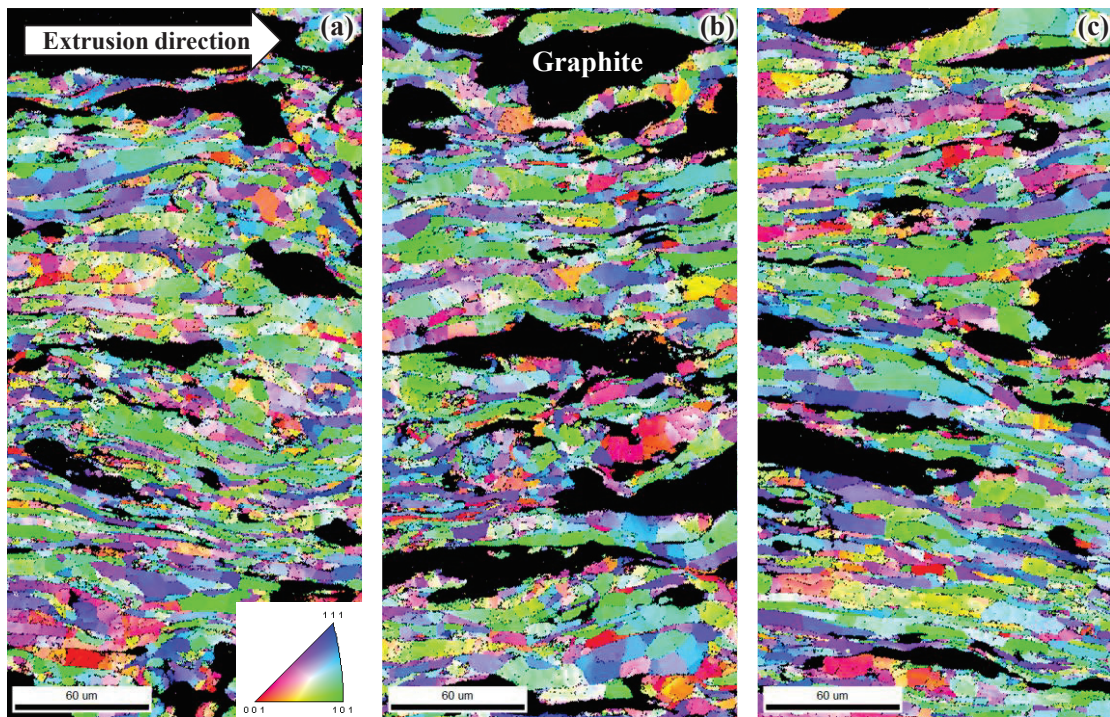 Extrusion direction
(a)
(b)
(c)
Graphite
1 1 1
0 0 1
1 0 1
60 um
60 um
60 um